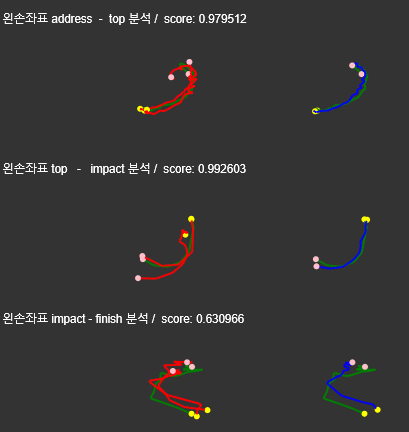 왼손좌표 address - top 분석 / score: 0.979512
왼손좌표 top - impact 분석 / score: 0.992603
왼손좌표 impact - finish 분석 / score: 0.630966